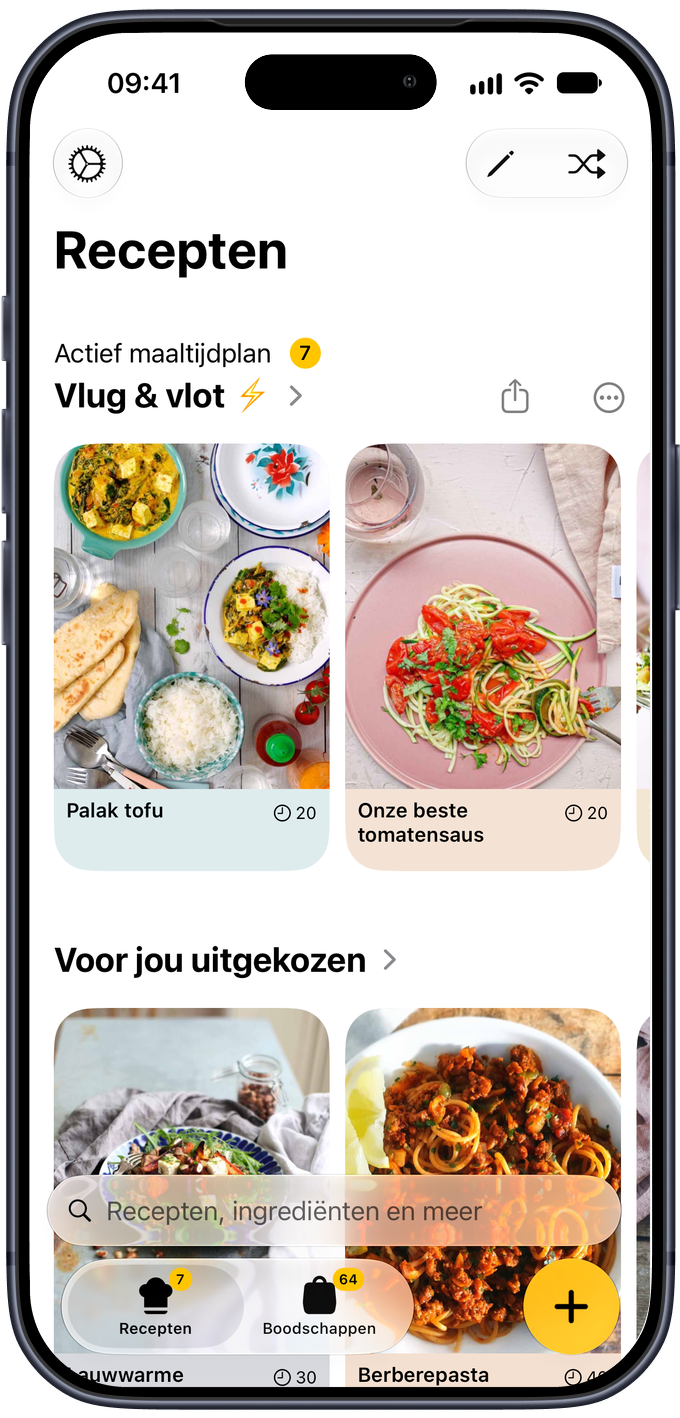 09:41
Recepten
Actief maaltijdplan 7
Vlug & vlot
Palak tofu 20
Onze beste 20
tomatensaus
Voor jou uitgekozen
Recepten, ingrediënten en meer
7 64
Recepten Boodschappen
auwwarme 30
Berberepasta